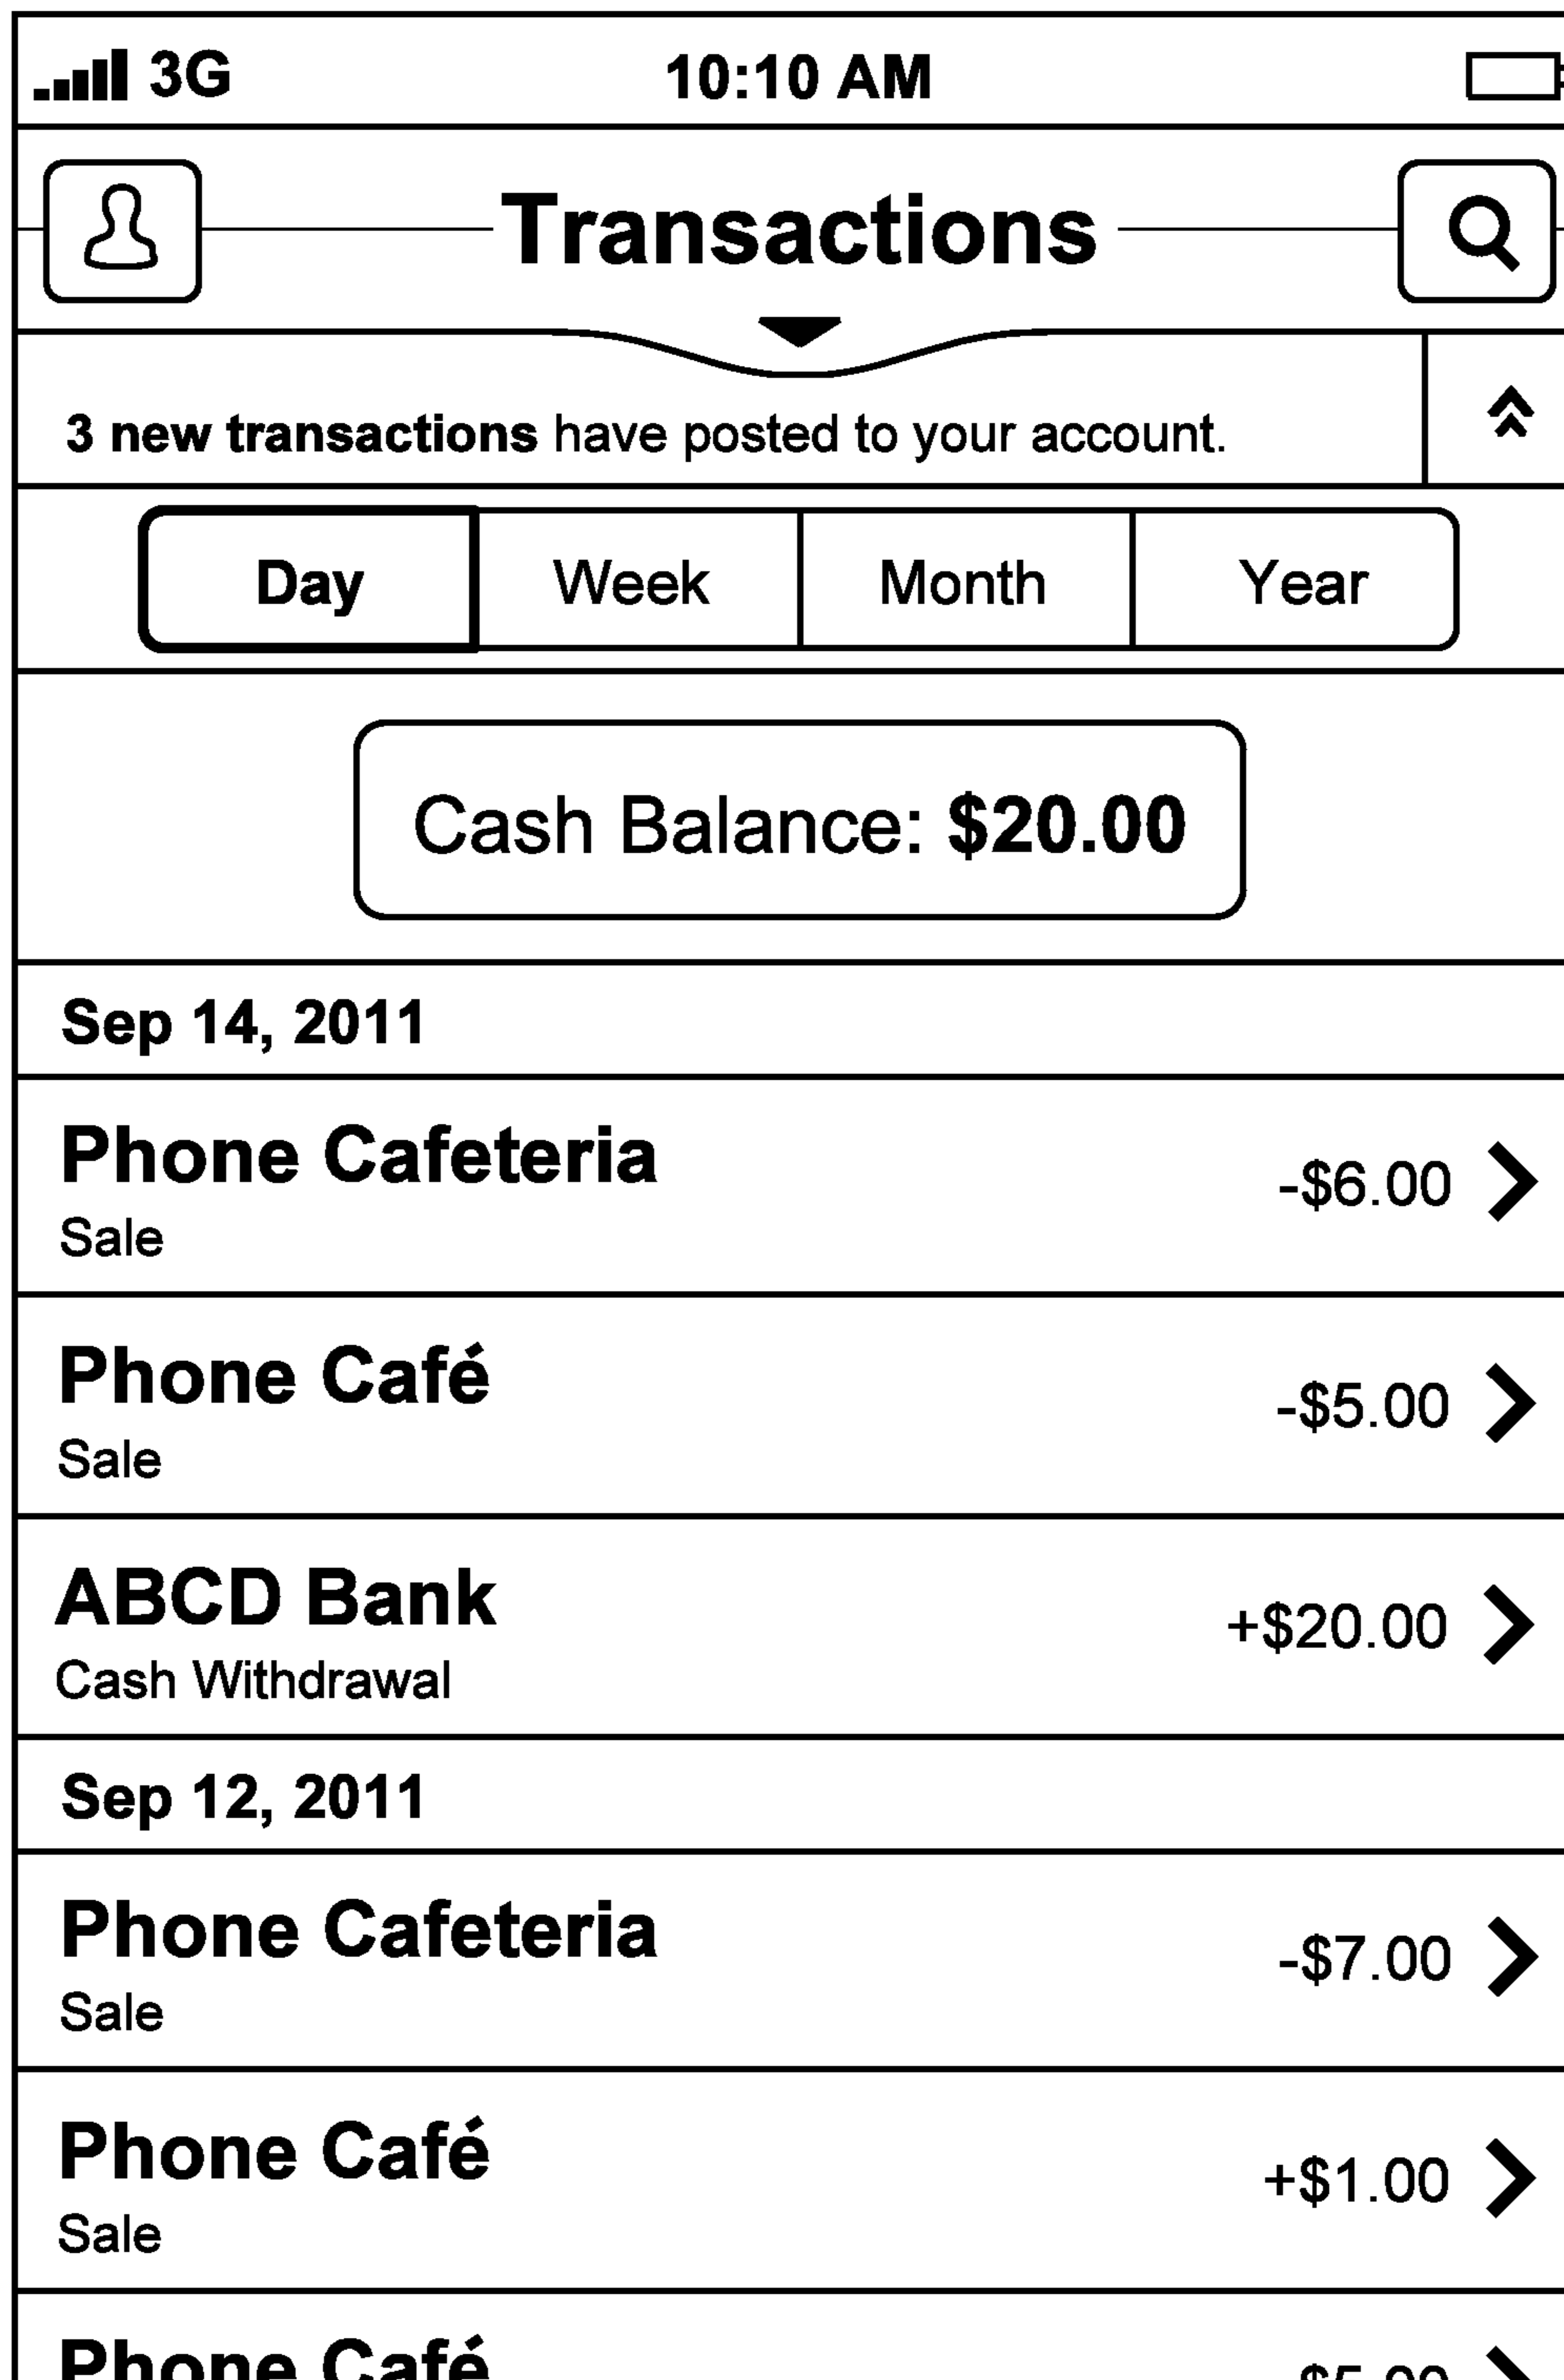 3G 10:10 AM
Transactions
3 new transactions have posted to your account.
Day Week Month Year
Cash Balance: $20.00
Sep 14, 2011
Phone Cafeteria
-$6.00
Sale
Phone Café
-$5.00
Sale
ABCD Bank
+$20.00
Cash Withdrawal
Sep 12, 2011
Phone Cafeteria
-$7.00
Sale
Phone Café
+$1.00
Sale
Phone Café
$5.00